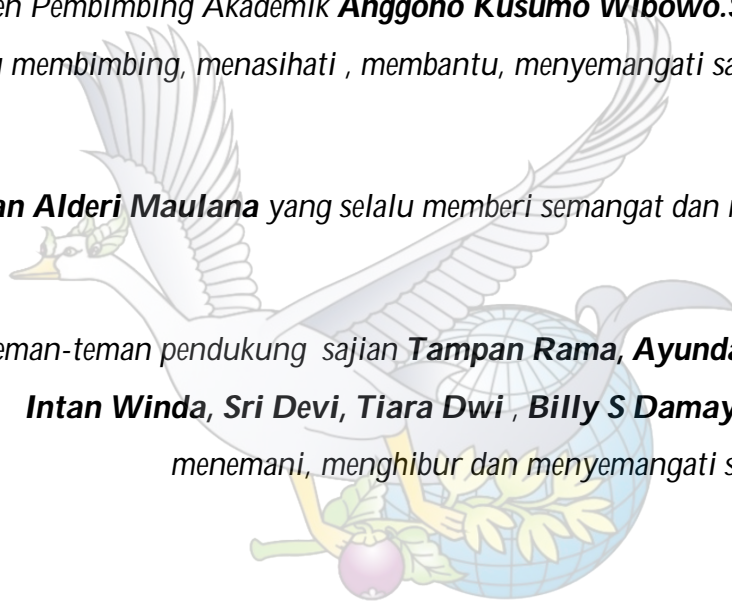 en Pembimbing Akademik Anggono Kusumo Wibowo.S
membimbing, menasihati , membantu, menyemangati sa
an Alderi Maulana yang selalu memberi semangat dan
eman-teman pendukung sajian Tampan Rama, Ayunda
Intan Winda, Sri Devi, Tiara Dwi , Billy S Damay
menemani, menghibur dan menyemangati s